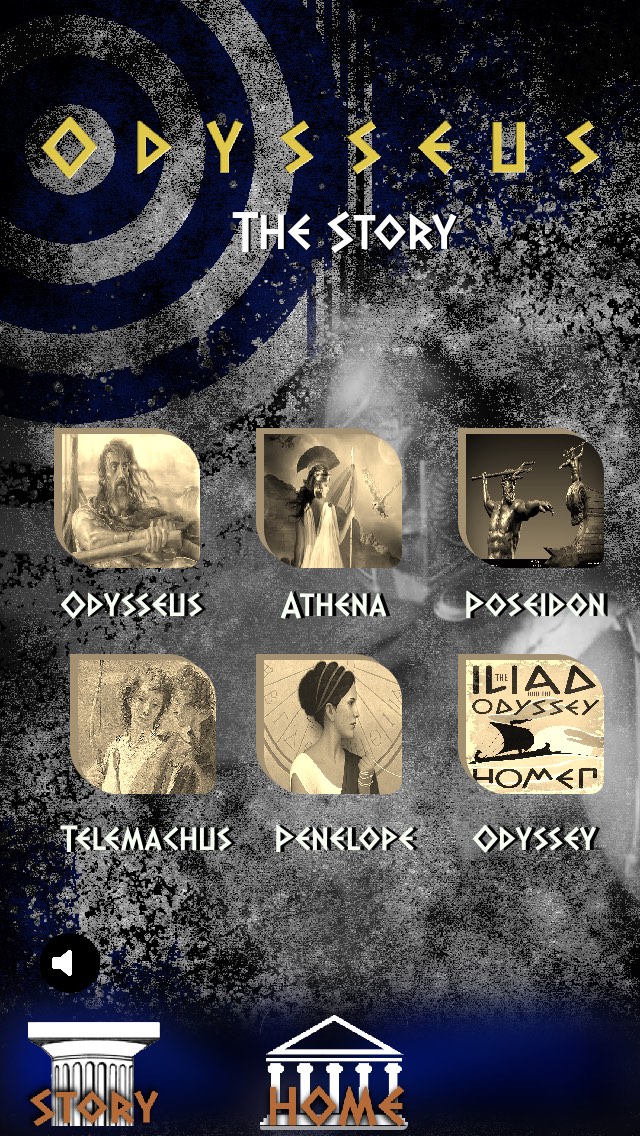 ODYSSEUS
THE STORY
ODYSSEUS
ATHENA
POSEIDON
THE
ILIAD
ODYSSEY
HOMER
TELEMACHUS
PENELOPE
ODYSSEY
STORY
HOME